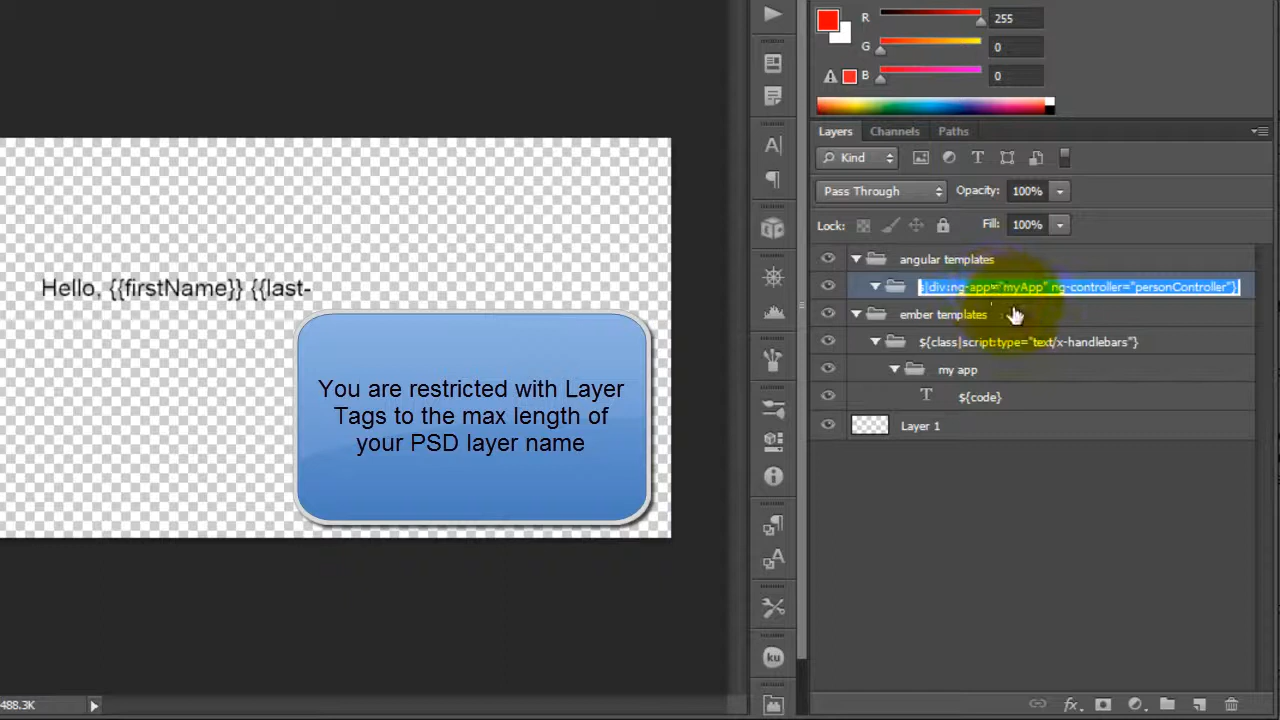 R 255
G 0
B 0
Layers Channels Paths
Kind
Pass Through Opacity: 100%
Lock: Fill: 100%
angular templates
|div:ng-app="myApp" ng-controller="personController"}
ember templates
${class|script:type="text/x-handlebars"}
my app
T ${code}
Layer 1
Hello, {{firstName}} {{last-
You are restricted with Layer
Tags to the max length of
your PSD layer name
ku
488.3K